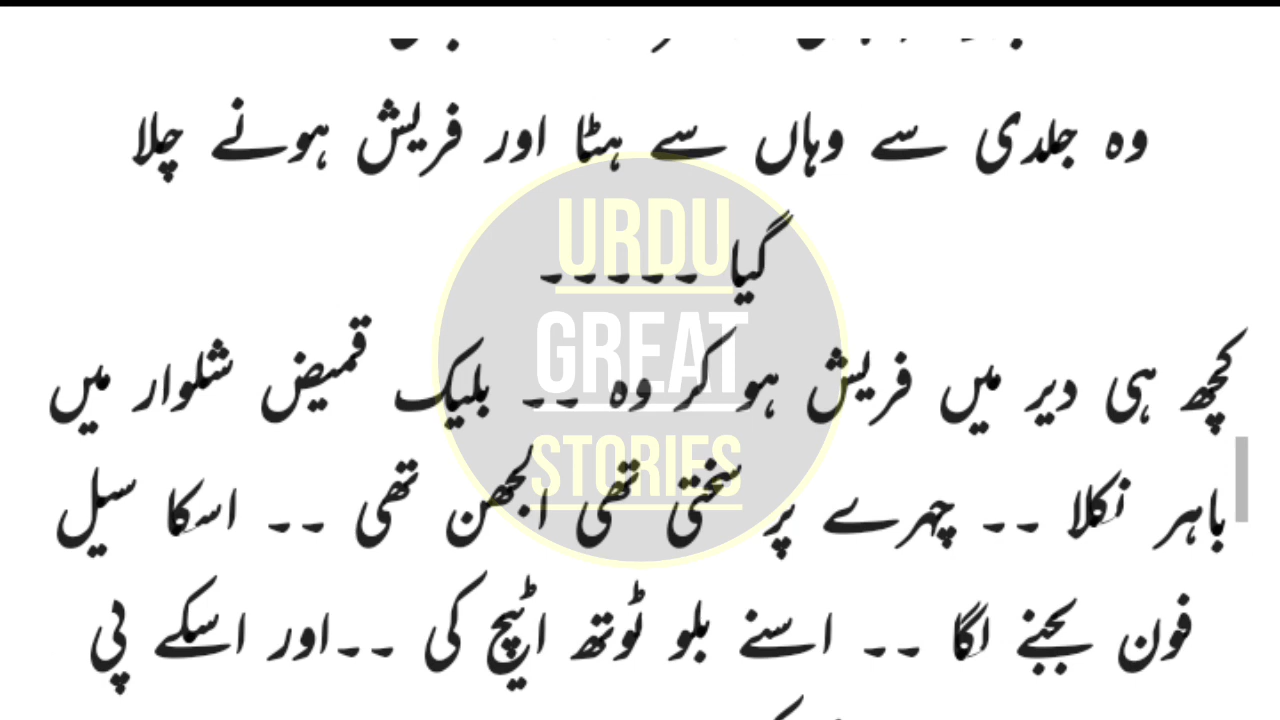 وہ جلدی سے وہاں سے ہٹا اور فریش ہونے چلا
گیا ۔۔۔۔۔
کچھ ہی دیر میں فریش ہو کر وہ ۔۔ بلیک قمیض شلوار میں
باہر نکلا ۔۔ چہرے پر سختی تھی الجھن تھی ۔۔ اسکا سیل
فون بجنے لگا ۔۔ اسنے بلو ٹوتھ اٹیچ کی ۔۔اور اسکے پی
URDU
GREAT
STORIES